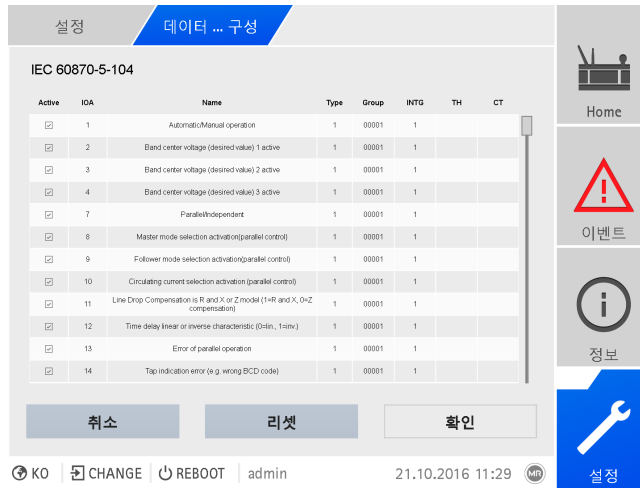 설정
데이터 ... 구성
IEC 60870-5-104
Active IOA Name Type Group INTG TH CT
1 Automatic/Manual operation 1 00001 1
2 Band center voltage (desired value) 1 active 1 00001 1
3 Band center voltage (desired value) 2 active 1 00001 1
4 Band center voltage (desired value) 3 active 1 00001 1
7 Parallel/Independent 1 00001 1
8 Master mode selection activation(parallel control) 1 00001 1
9 Follower mode selection activation(parallel control) 1 00001 1
10 Circulating current selection activation (parallel control) 1 00001 1
11 Line Drop Compensation is R and X or Z model (1=R and X, 0=Z
compensation) 1 00001 1
12 Time delay linear or inverse characteristic (0=lin., 1=inv.) 1 00001 1
13 Error of parallel operation 1 00001 1
14 Tap indication error (e.g. wrong BCD code) 1 00001 1
취소
리셋
확인
Home
이벤트
정보
설정
KO CHANGE REBOOT admin 21.10.2016 11:29 MR